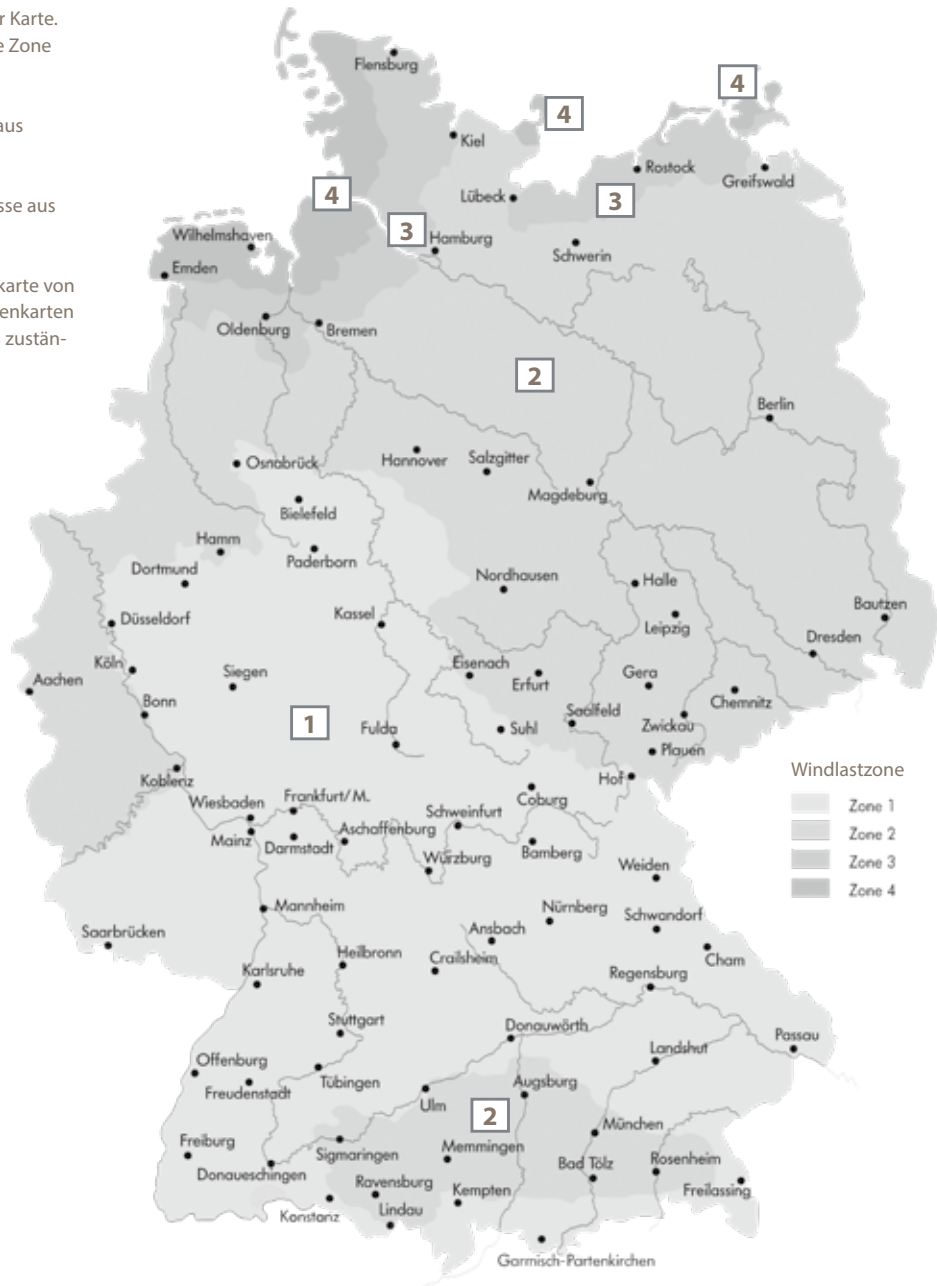 r Karte.
e Zone
aus
sse aus
karte von
enkarten
zustän-
Flensburg
4
4
Kiel
Rostock
Greifswald
Lübeck
4
3
3
Hamburg
Wilhelmshaven
Schwerin
Emden
Oldenburg
Bremen
2
Berlin
Osnabrück
Hannover
Salzgitter
Magdeburg
Bielefeld
Hamm
Paderborn
Dortmund
Nordhausen
Halle
Bautzen
Düsseldorf
Kassel
Leipzig
Dresden
Köln
Siegen
Eisenach
Erfurt
Gera
Aachen
Chemnitz
Bonn
1
Fulda
Suhl
Saalfeld
Zwickau
Plauen
Koblenz
Hof
Windlastzone
Wiesbaden
Frankfurt/M.
Coburg
Zone 1
Schweinfurt
Mainz
Darmstadt
Aschaffenburg
Zone 2
Würzburg
Bamberg
Weiden
Zone 3
Zone 4
Mannheim
Nürnberg
Schwandorf
Saarbrücken
Ansbach
Heilbronn
Crailsheim
Cham
Karlsruhe
Regensburg
Stuttgart
Donauwörth
Passau
Landshut
Offenburg
Freudenstadt
Tübingen
Augsburg
Ulm
2
München
Freiburg
Sigmaringen
Memmingen
Donaueschingen
Bad Tölz
Rosenheim
Ravensburg
Kempten
Freilassing
Konstanz
Lindau
Garmisch-Partenkirchen